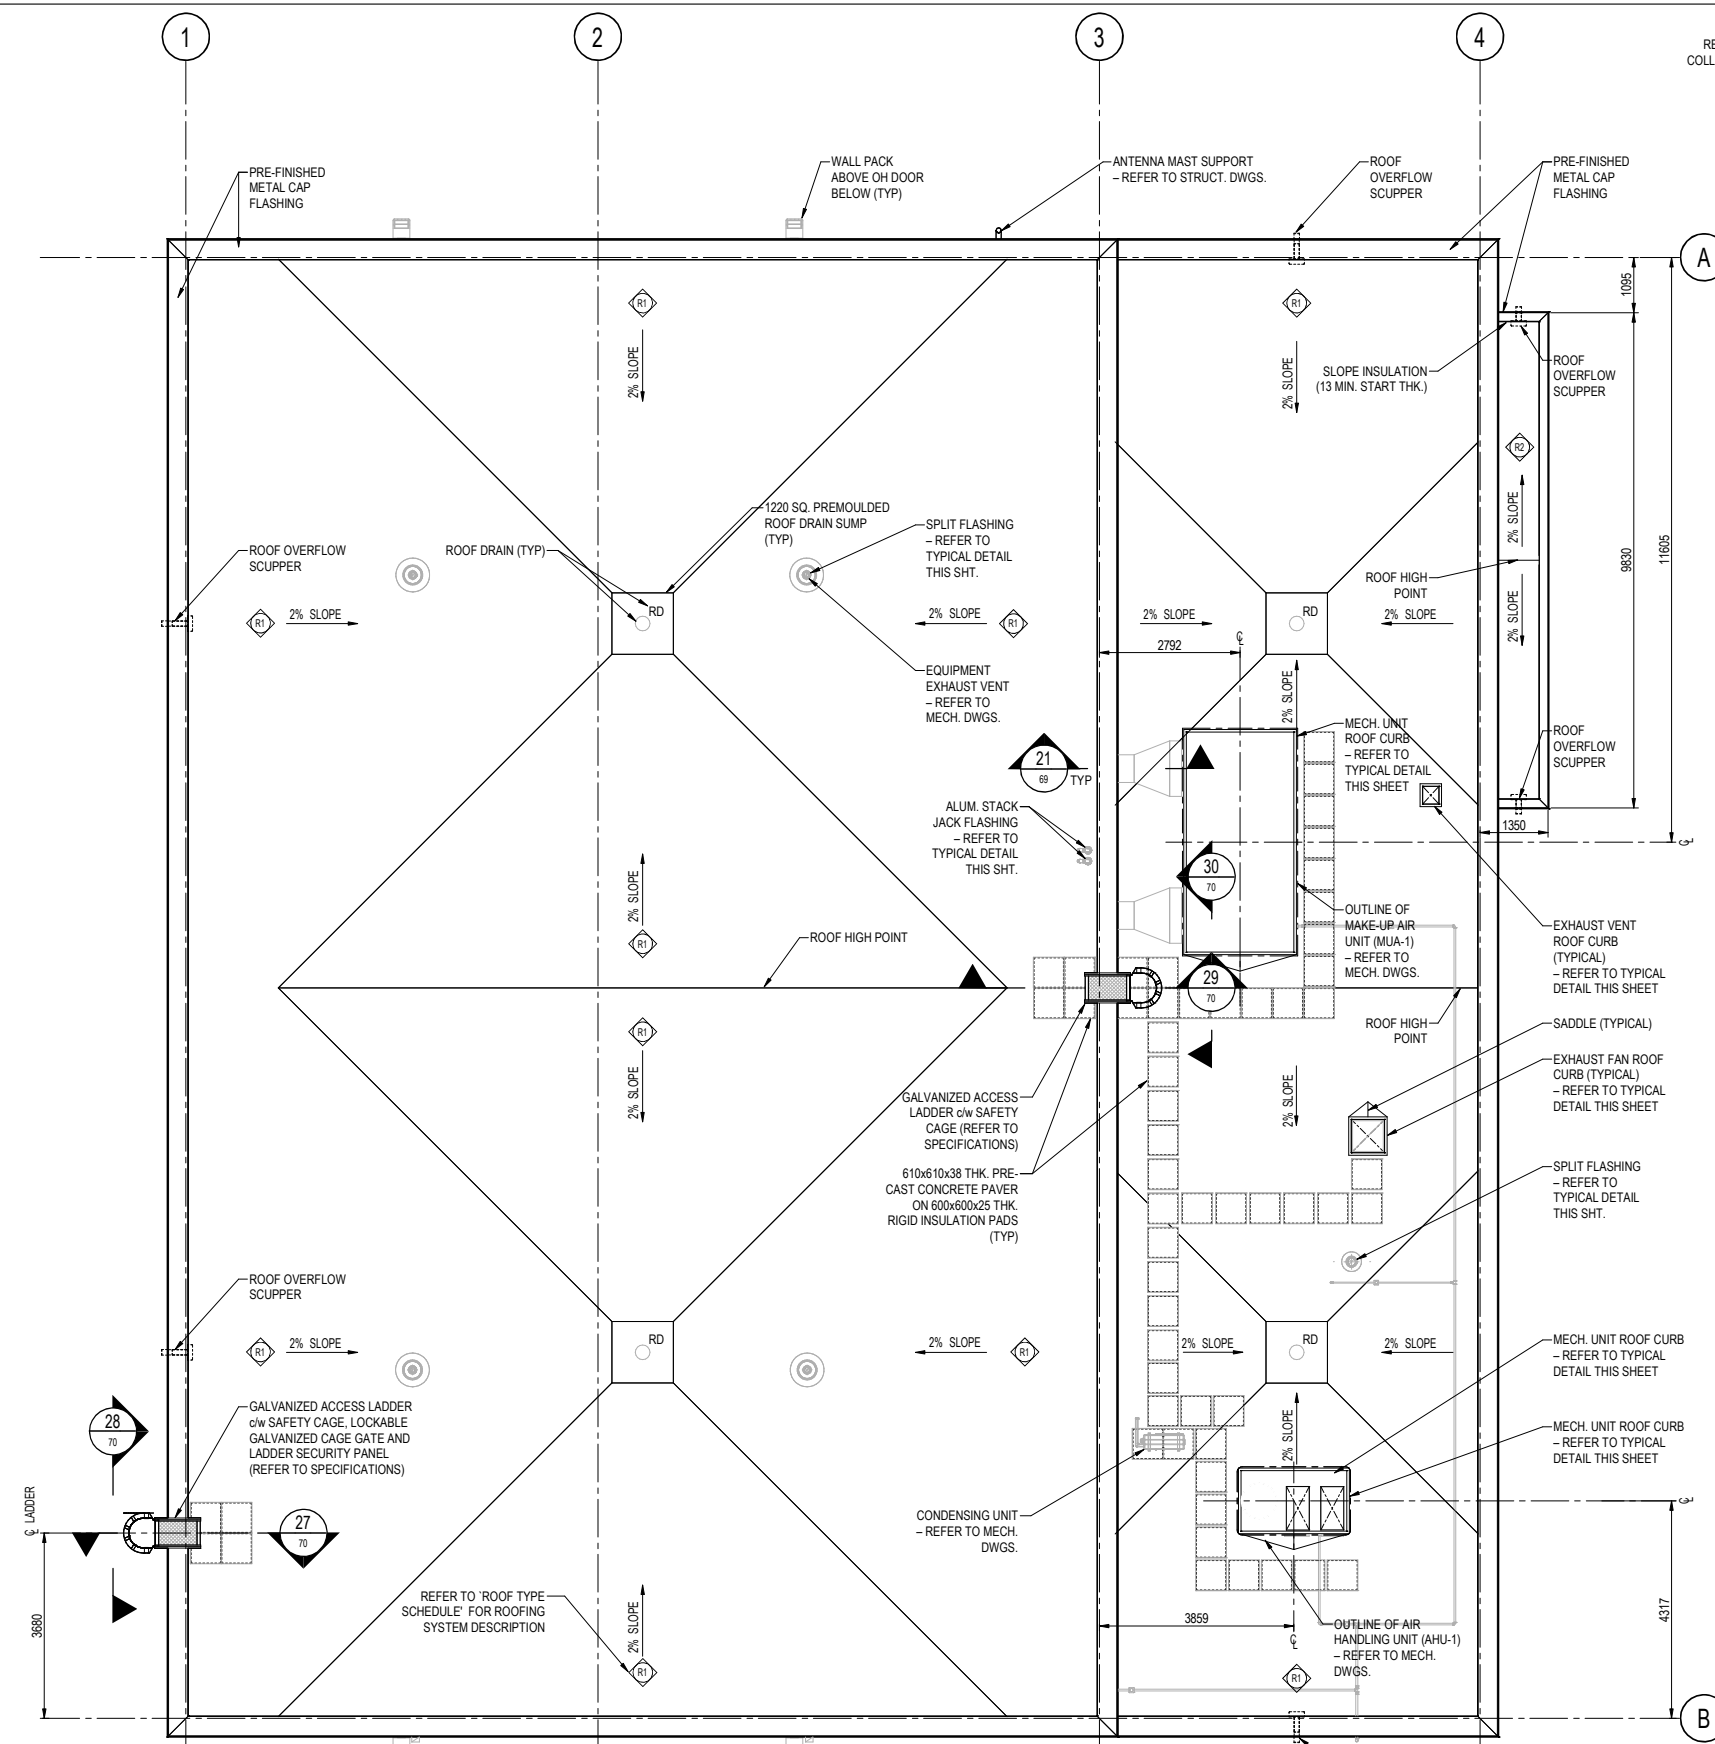 1
2
3
4
RE
COLL
PRE-FINISHED
METAL CAP
FLASHING
WALL PACK
ABOVE OH DOOR
BELOW (TYP)
ANTENNA MAST SUPPORT
– REFER TO STRUCT. DWGS.
ROOF
OVERFLOW
SCUPPER
PRE-FINISHED
METAL CAP
FLASHING
A
1095
R1
R1
2% SLOPE
2% SLOPE
SLOPE INSULATION
(13 MIN. START THK.)
ROOF
OVERFLOW
SCUPPER
R2
2% SLOPE
9830
11605
1220 SQ. PREMOULDED
ROOF DRAIN SUMP
(TYP)
SPLIT FLASHING
– REFER TO
TYPICAL DETAIL
THIS SHT.
ROOF OVERFLOW
SCUPPER
ROOF DRAIN (TYP)
ROOF HIGH
POINT
R1
2% SLOPE
RD
2% SLOPE
R1
2% SLOPE
RD
2% SLOPE
2% SLOPE
2792
℄
EQUIPMENT
EXHAUST VENT
– REFER TO
MECH. DWGS.
2% SLOPE
MECH. UNIT
ROOF CURB
– REFER TO
TYPICAL DETAIL
THIS SHEET
ROOF
OVERFLOW
SCUPPER
21
69
TYP
ALUM. STACK
JACK FLASHING
– REFER TO
TYPICAL DETAIL
THIS SHT.
1350
℄
30
70
2% SLOPE
R1
ROOF HIGH POINT
OUTLINE OF
MAKE-UP AIR
UNIT (MUA-1)
– REFER TO
MECH. DWGS.
EXHAUST VENT
ROOF CURB
(TYPICAL)
– REFER TO TYPICAL
DETAIL THIS SHEET
29
70
R1
2% SLOPE
ROOF HIGH
POINT
SADDLE (TYPICAL)
2% SLOPE
EXHAUST FAN ROOF
CURB (TYPICAL)
– REFER TO TYPICAL
DETAIL THIS SHEET
GALVANIZED ACCESS
LADDER c/w SAFETY
CAGE (REFER TO
SPECIFICATIONS)
610x610x38 THK. PRE-
CAST CONCRETE PAVER
ON 600x600x25 THK.
RIGID INSULATION PADS
(TYP)
SPLIT FLASHING
– REFER TO
TYPICAL DETAIL
THIS SHT.
ROOF OVERFLOW
SCUPPER
R1
2% SLOPE
RD
2% SLOPE
R1
2% SLOPE
RD
2% SLOPE
MECH. UNIT ROOF CURB
– REFER TO TYPICAL
DETAIL THIS SHEET
28
70
GALVANIZED ACCESS LADDER
c/w SAFETY CAGE, LOCKABLE
GALVANIZED CAGE GATE AND
LADDER SECURITY PANEL
(REFER TO SPECIFICATIONS)
2% SLOPE
MECH. UNIT ROOF CURB
– REFER TO TYPICAL
DETAIL THIS SHEET
℄ LADDER
27
70
CONDENSING UNIT
– REFER TO MECH.
DWGS.
℄
3680
REFER TO `ROOF TYPE
SCHEDULE' FOR ROOFING
SYSTEM DESCRIPTION
2% SLOPE
R1
3859
℄
OUTLINE OF AIR
HANDLING UNIT (AHU-1)
– REFER TO MECH.
DWGS.
R1
4317
B